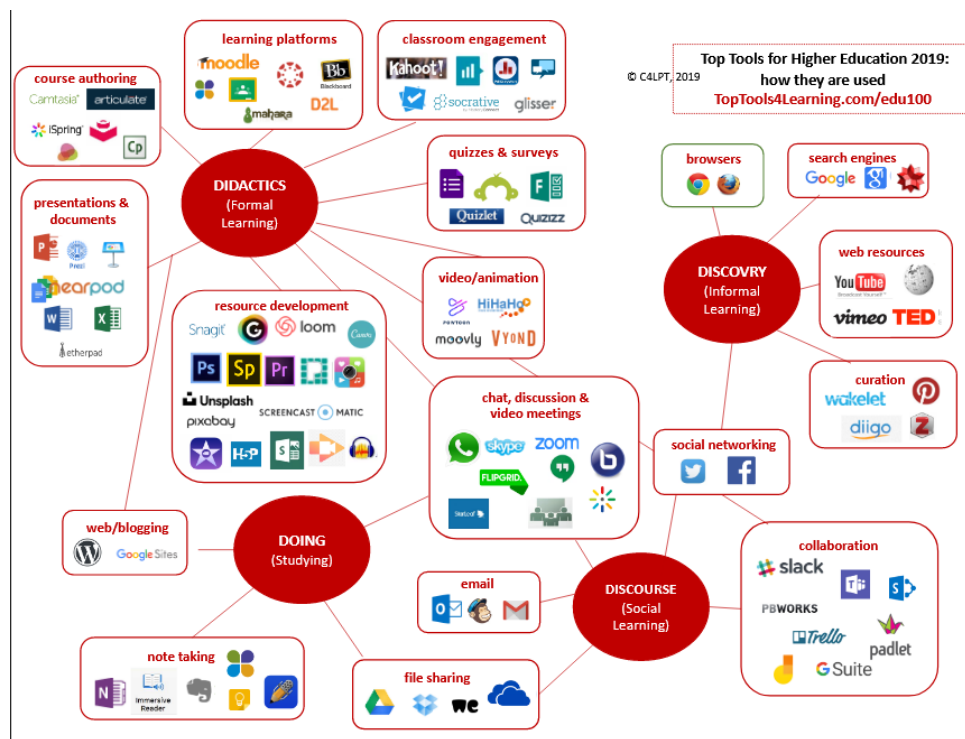 Top Tools for Higher Education 2019:
how they are used
TopTools4Learning.com/edu100
© C4LPT, 2019
learning platforms
moodle
Bb
Blackboard
mahara
D2L
classroom engagement
Kahoot!
socrative
glisser
course authoring
Camtasia
articulate
iSpring
Cp
DIDACTICS
(Formal
Learning)
quizzes & surveys
F
Quizlet
QUIZIZZ
browsers
search engines
Google
g
presentations &
documents
P
Prezi
nearpod
W
X
etherpad
DISCOVRY
(Informal
Learning)
web resources
YouTube
Broadcast Yourself
vimeo
TED
video/animation
POWTOON
HiHaHo
moovly
VYOND
resource development
Snagit
G
loom
Canva
Ps
Sp
Pr
Unsplash
pixabay
SCREENCAST MATIC
H5P
S
curation
wakelet
diigo
Z
chat, discussion &
video meetings
skype
zoom
b
FLIPGRID.
social networking
web/blogging
Google Sites
DOING
(Studying)
DISCOURSE
(Social
Learning)
email
O
collaboration
slack
T
S
PBWORKS
Trello
padlet
G Suite
note taking
N
Immersive
Reader
file sharing
we